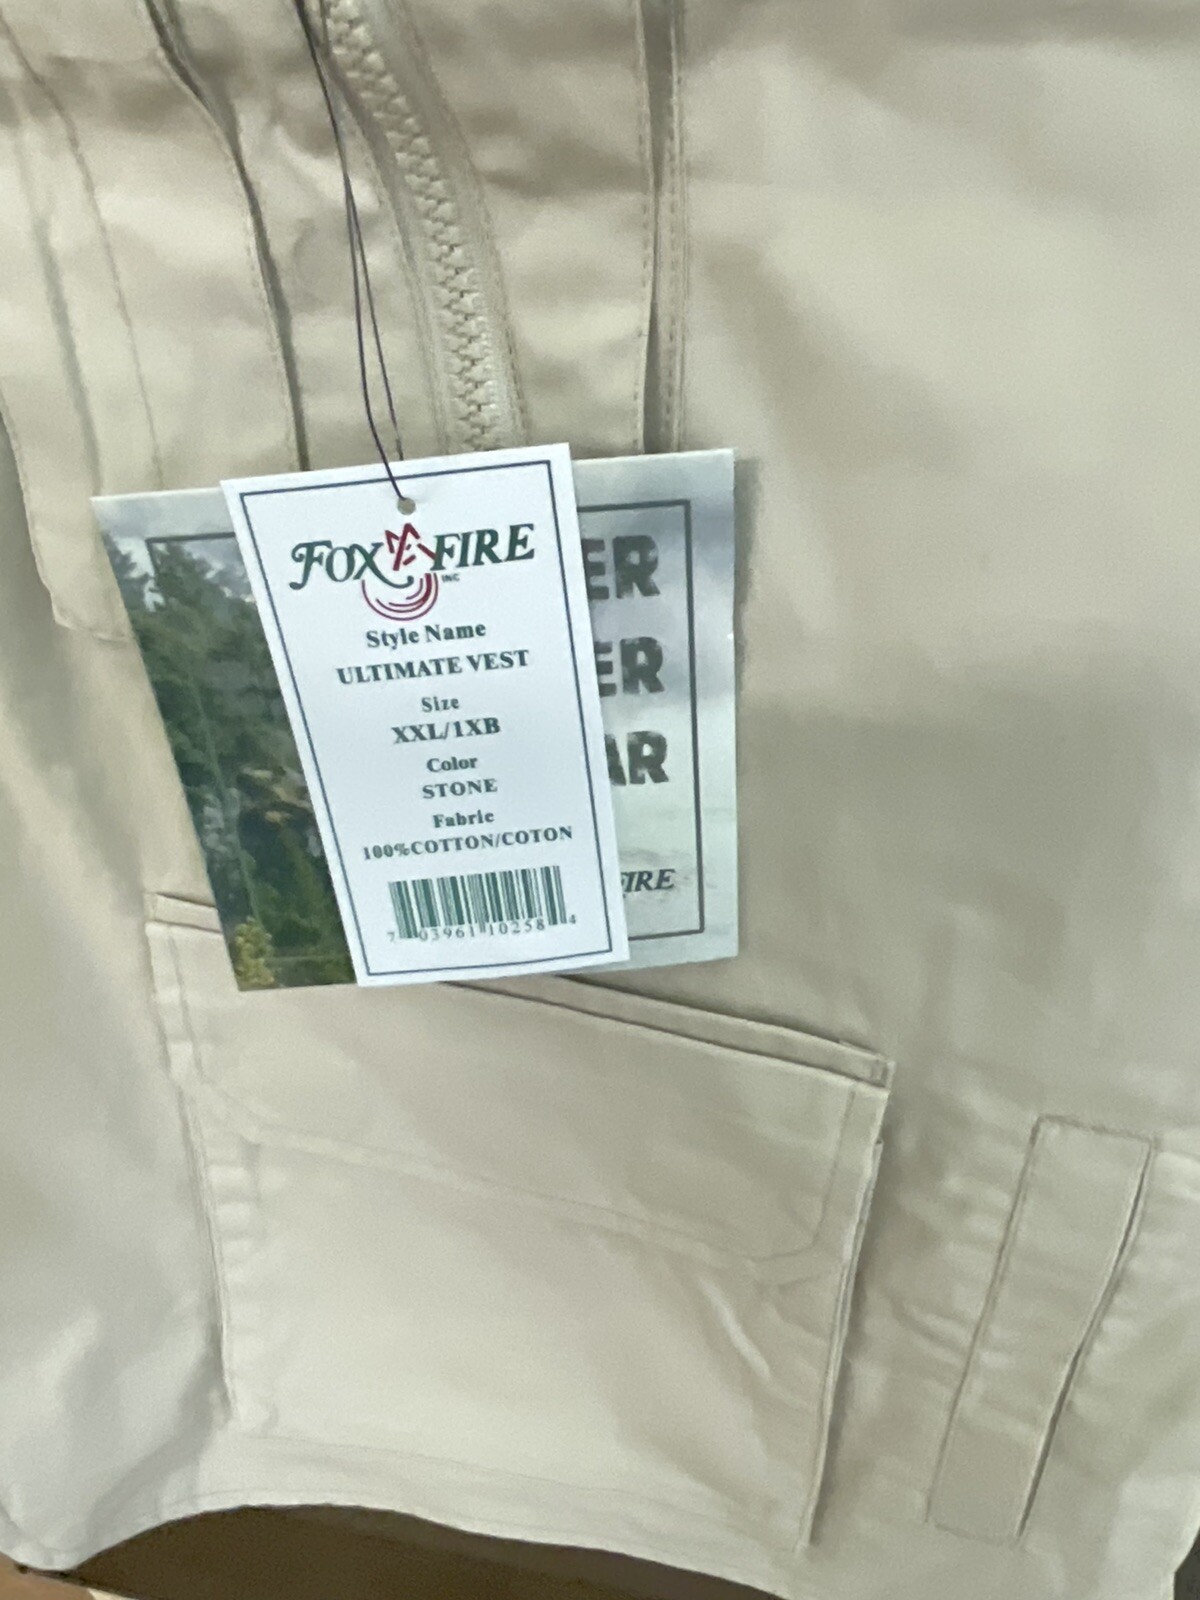 FOX FIRE
INC
Style Name
ULTIMATE VEST
Size
XXL/1XB
Color
STONE
Fabric
100%COTTON/COTON
7 03961 10258 4
ER
ER
AR
FIRE